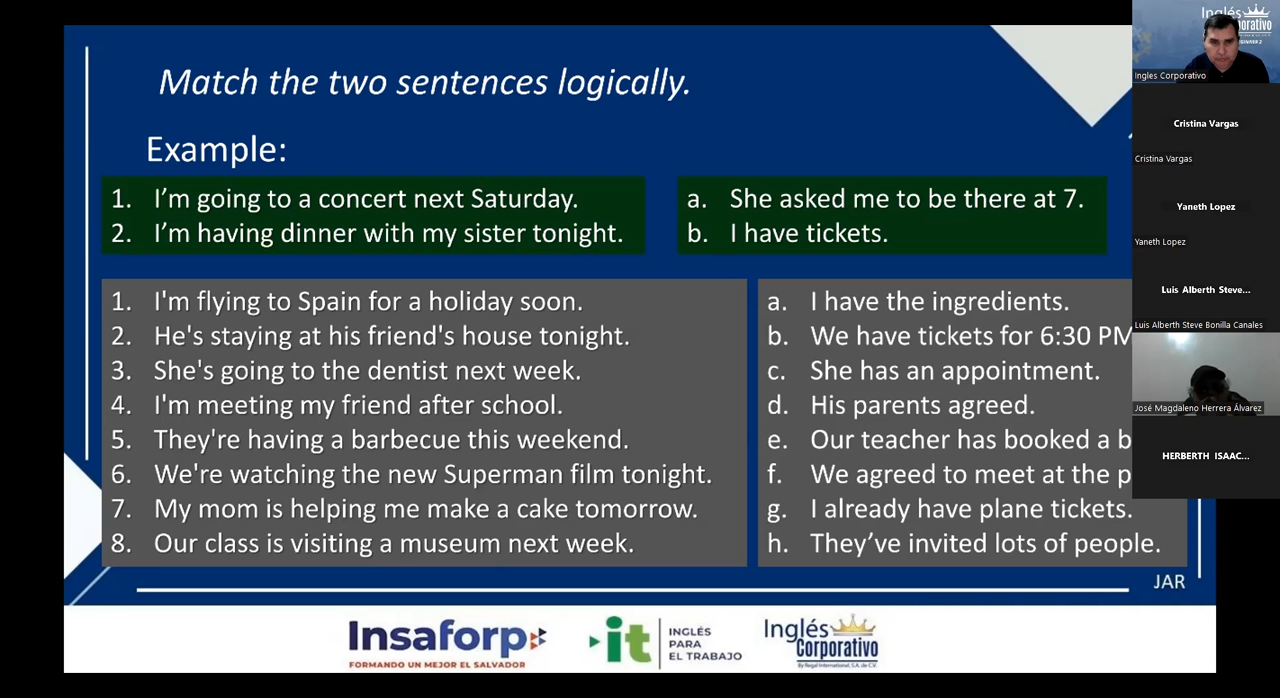 Match the two sentences logically.
Example:
1. I'm going to a concert next Saturday.
2. I'm having dinner with my sister tonight.
a. She asked me to be there at 7.
b. I have tickets.
1. I'm flying to Spain for a holiday soon.
2. He's staying at his friend's house tonight.
3. She's going to the dentist next week.
4. I'm meeting my friend after school.
5. They're having a barbecue this weekend.
6. We're watching the new Superman film tonight.
7. My mom is helping me make a cake tomorrow.
8. Our class is visiting a museum next week.
a. I have the ingredients.
b. We have tickets for 6:30 PM
c. She has an appointment.
d. His parents agreed.
e. Our teacher has booked a b
f. We agreed to meet at the p
g. I already have plane tickets.
h. They've invited lots of people.
JAR
Insaforp
FORMANDO UN MEJOR EL SALVADOR
it
INGLÉS
PARA
EL TRABAJO
Inglés
Corporativo
By Regal International, S.A. de C.V.
Inglés
Ingles Corporativo
Cristina Vargas
Cristina Vargas
Yaneth Lopez
Yaneth Lopez
Luis Alberth Steve...
Luis Alberth Steve Bonilla Canales
José Magdaleno Herrera Álvarez
HERBERTH ISAAC...